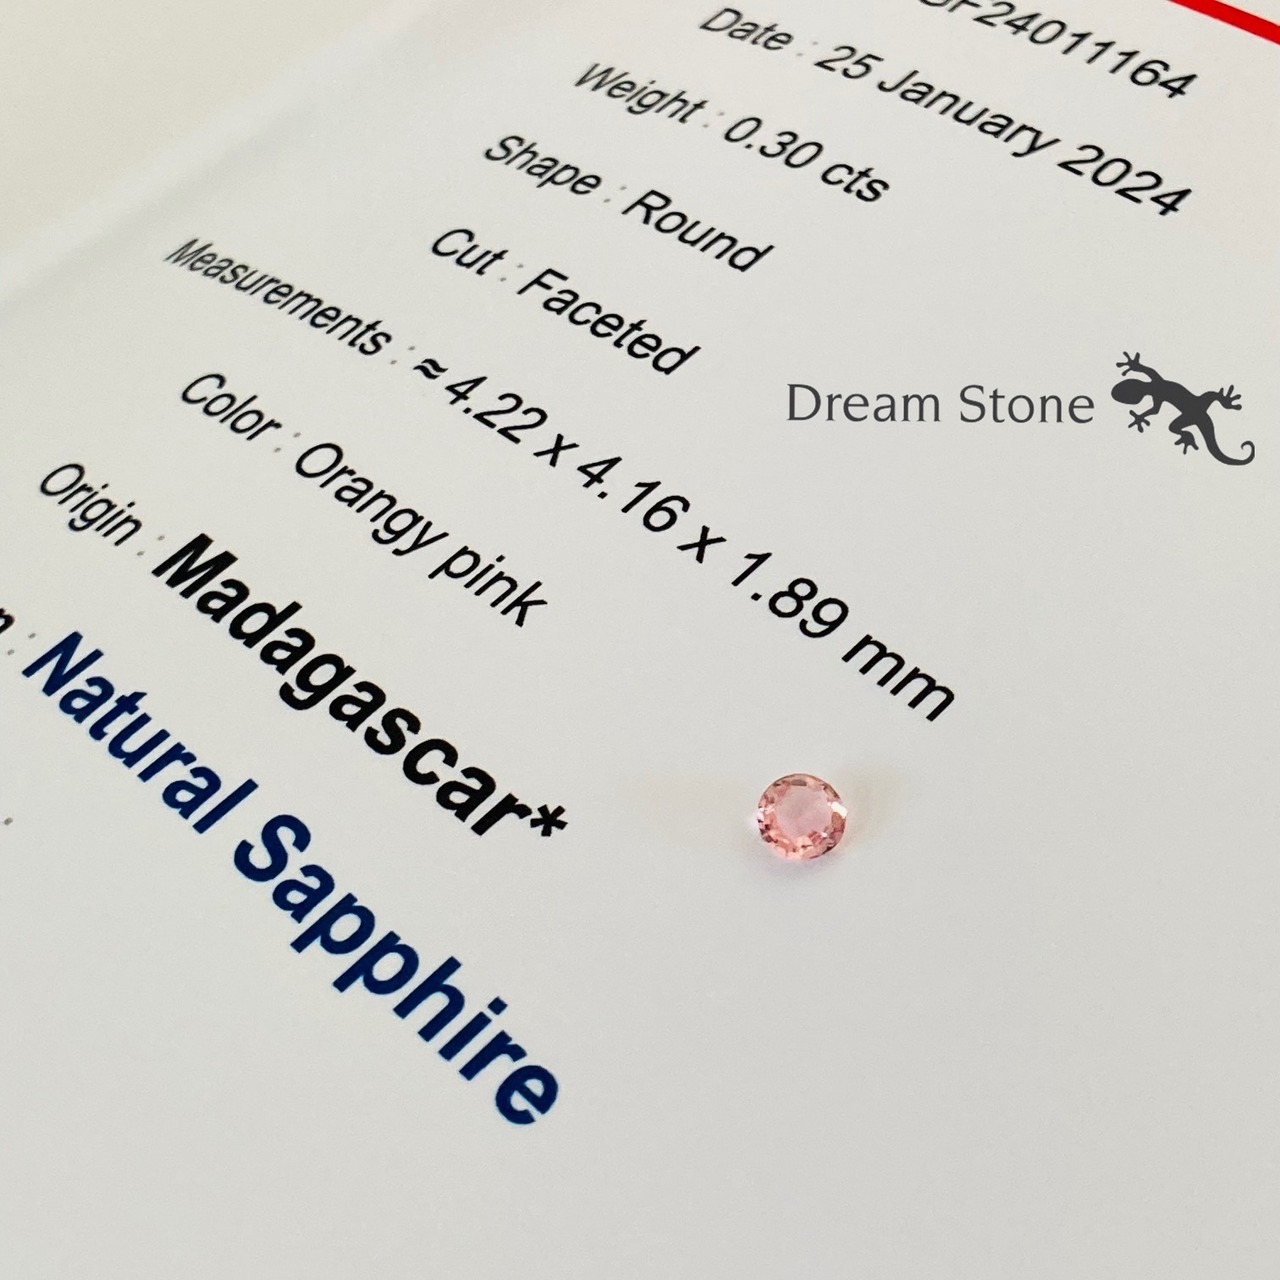 F24011164
Date : 25 January 2024
Weight : 0.30 cts
Shape : Round
Cut : Faceted
Measurements : ≈ 4.22 x 4.16 x 1.89 mm
Color : Orangy pink
Origin : Madagascar*
: Natural Sapphire
Dream Stone